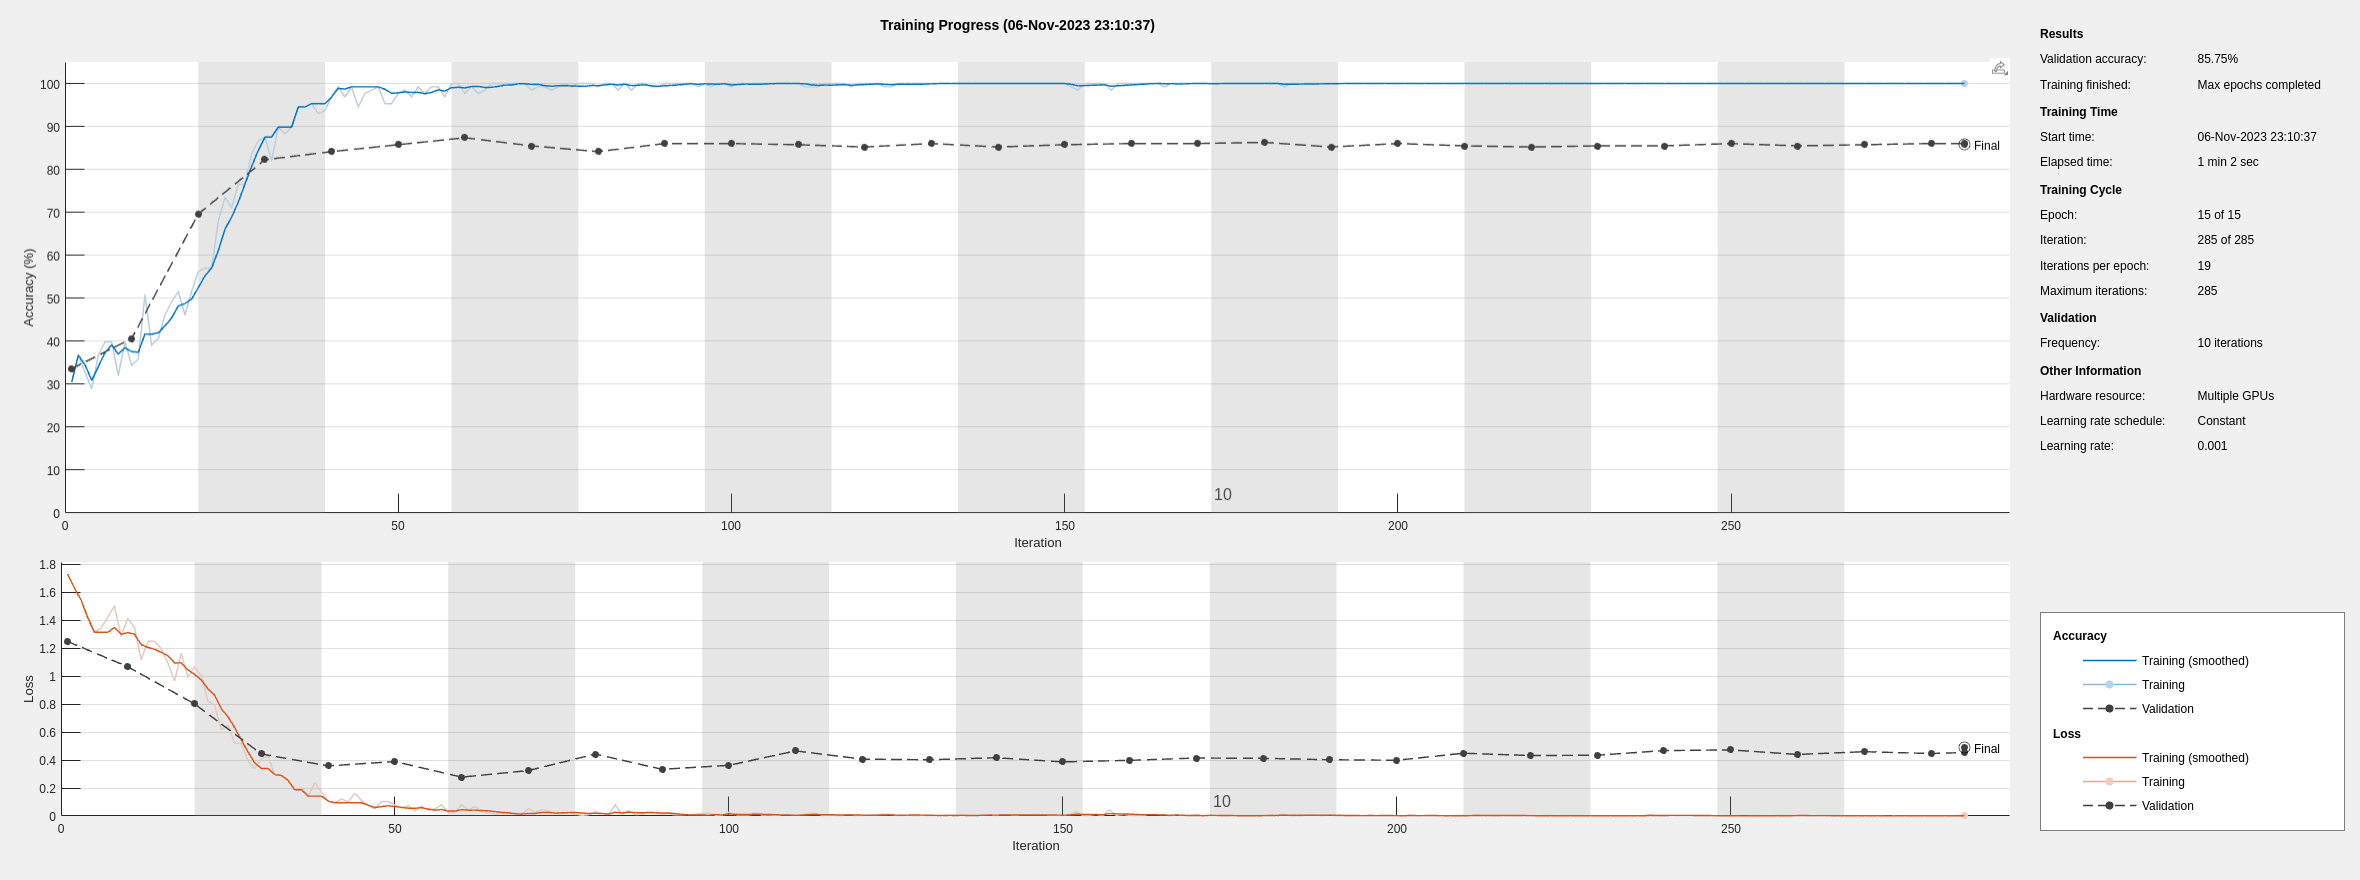 Training Progress (06-Nov-2023 23:10:37)
100
90
80
70
60
50
40
30
20
10
0
Accuracy (%)
Final
10
0
50
100
150
200
250
Iteration
1.8
1.6
1.4
1.2
1
0.8
0.6
0.4
0.2
0
Loss
Final
10
0
50
100
150
200
250
Iteration
Results
Validation accuracy: 85.75%
Training finished: Max epochs completed
Training Time
Start time: 06-Nov-2023 23:10:37
Elapsed time: 1 min 2 sec
Training Cycle
Epoch: 15 of 15
Iteration: 285 of 285
Iterations per epoch: 19
Maximum iterations: 285
Validation
Frequency: 10 iterations
Other Information
Hardware resource: Multiple GPUs
Learning rate schedule: Constant
Learning rate: 0.001
Accuracy
Training (smoothed)
Training
Validation
Loss
Training (smoothed)
Training
Validation